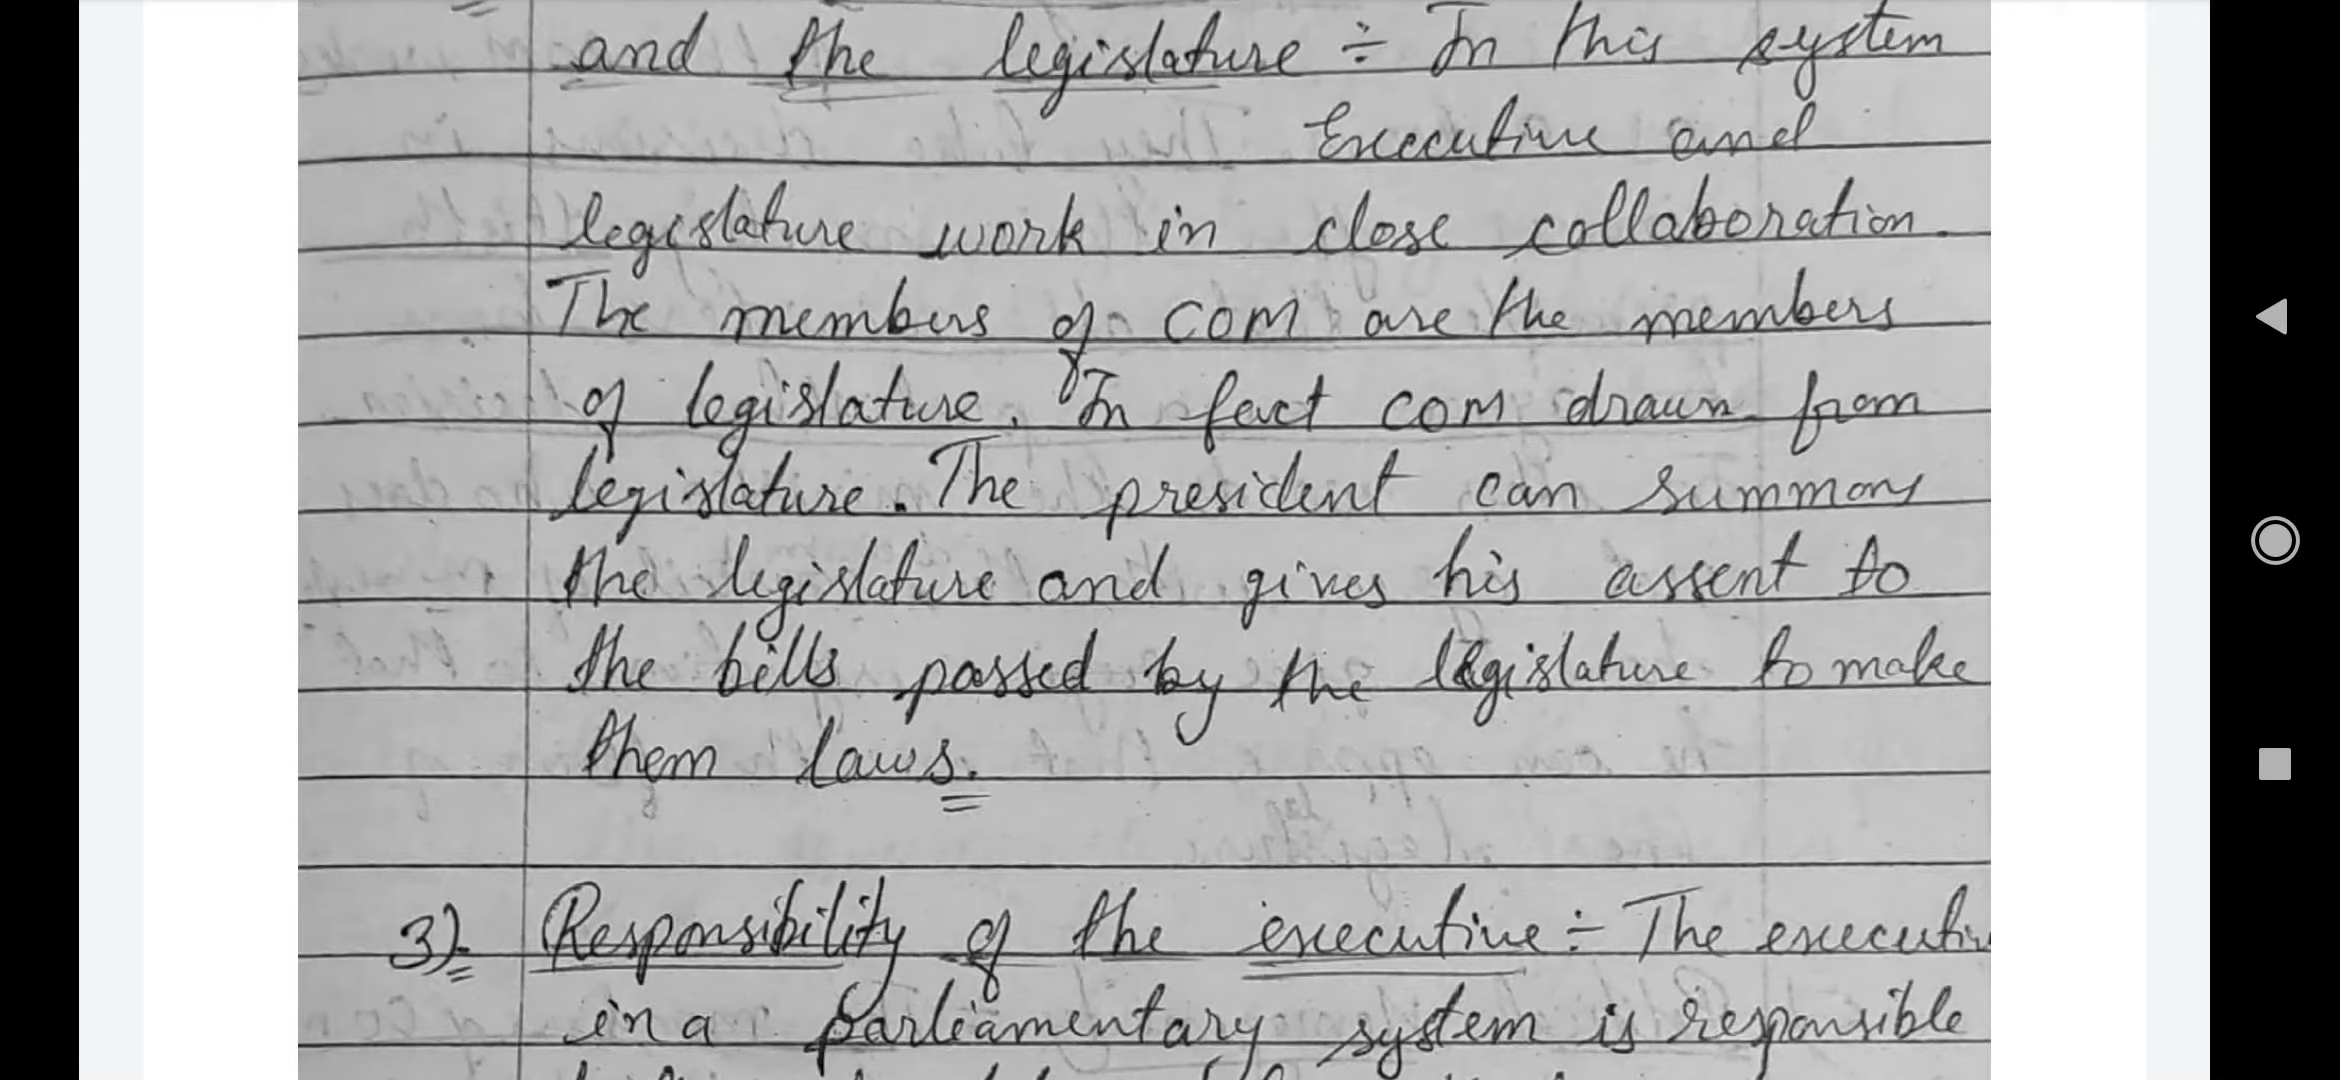 and the legislature ÷ In this system
Executive and
legislature work in close collaboration.
The members of COM are the members
of legislature. In fact COM drawn from
legislature. The president can summons
the legislature and gives his assent to
the bills passed by the legislature to make
them laws.
3) Responsibility of the executive ÷ The executive
in a parliamentary system is responsible